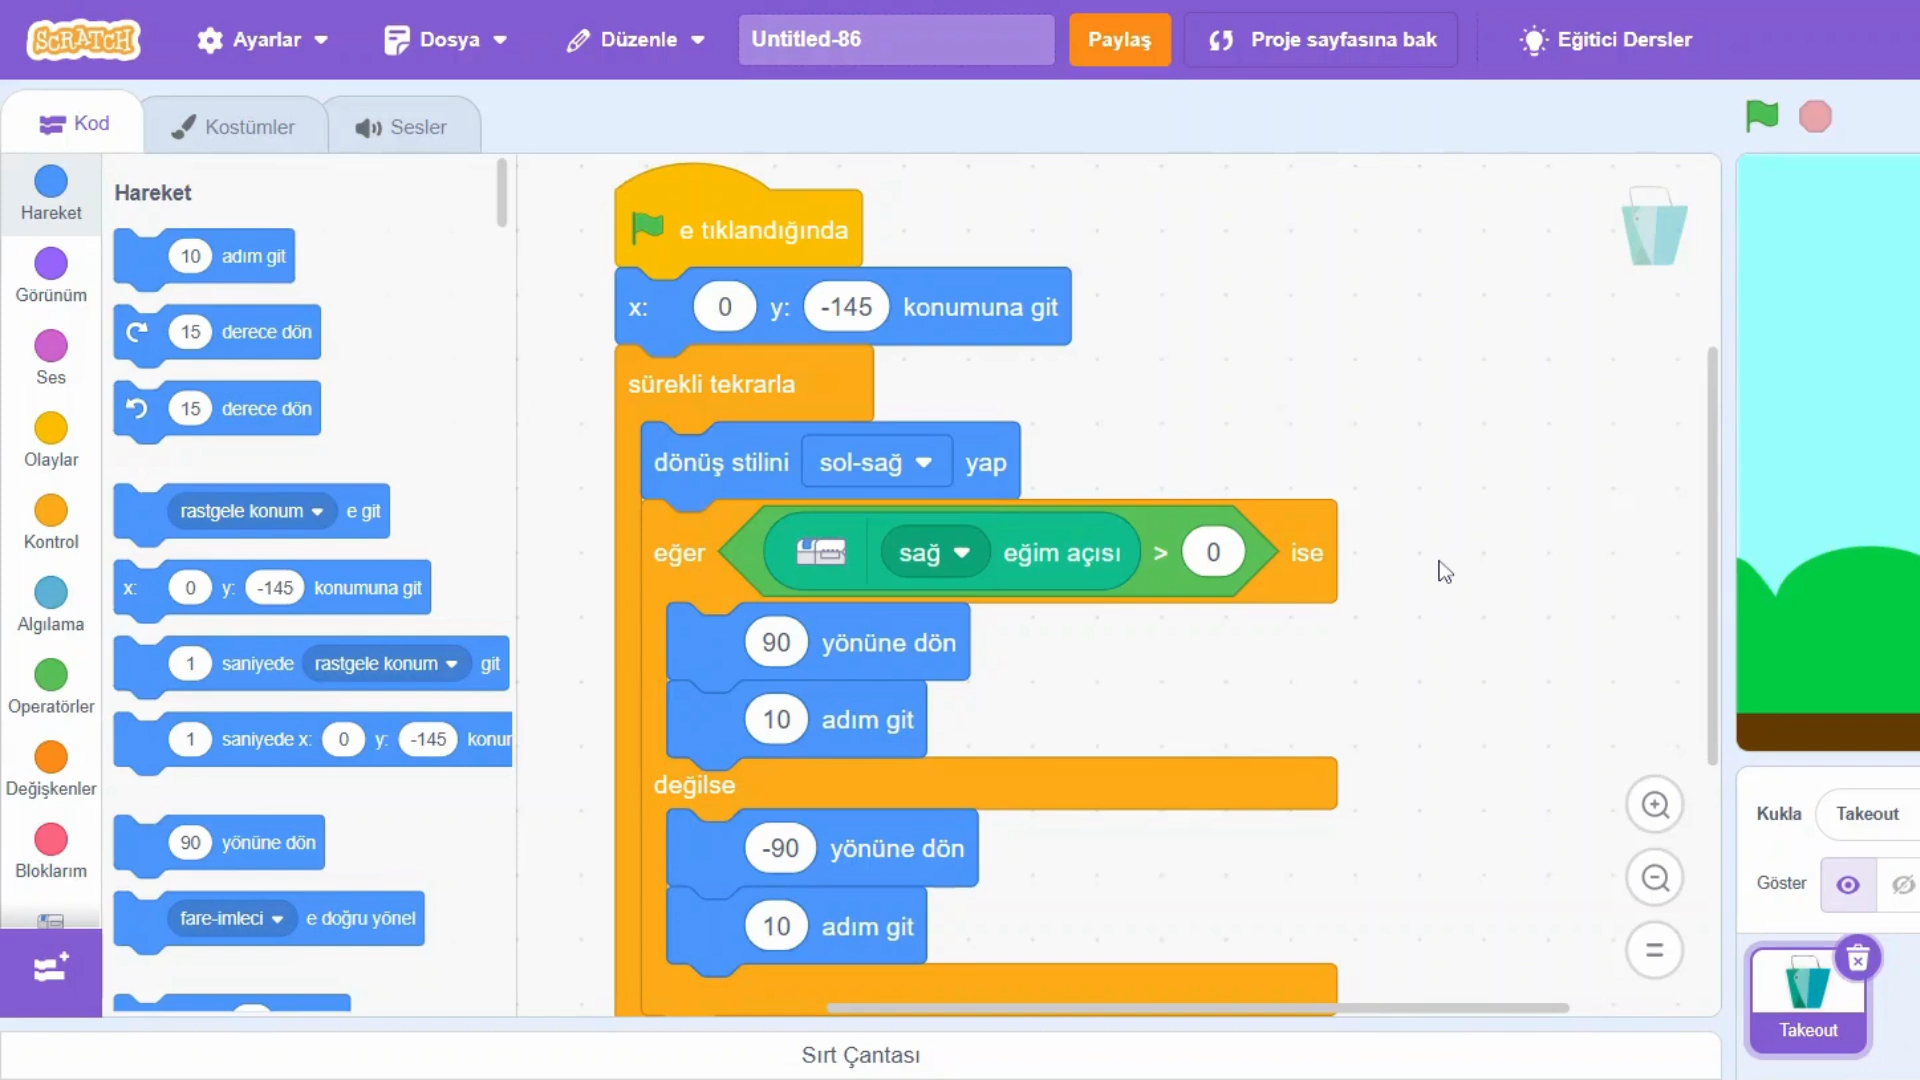 SCRATCH
Ayarlar
Dosya
Düzenle
Untitled-86
Paylaş
Proje sayfasına bak
Eğitici Dersler
Kod
Kostümler
Sesler
Hareket
Görünüm
Ses
Olaylar
Kontrol
Algılama
Operatörler
Değişkenler
Bloklarım
Hareket
10 adım git
15 derece dön
15 derece dön
rastgele konum e git
x: 0 y: -145 konumuna git
1 saniyede rastgele konum git
1 saniyede x: 0 y: -145 konur
90 yönüne dön
fare-imleci e doğru yönel
e tıklandığında
x: 0 y: -145 konumuna git
sürekli tekrarla
dönüş stilini sol-sağ yap
eğer sağ eğim açısı > 0 ise
90 yönüne dön
10 adım git
değilse
-90 yönüne dön
10 adım git
Kukla Takeout
Göster
Takeout
Sırt Çantası